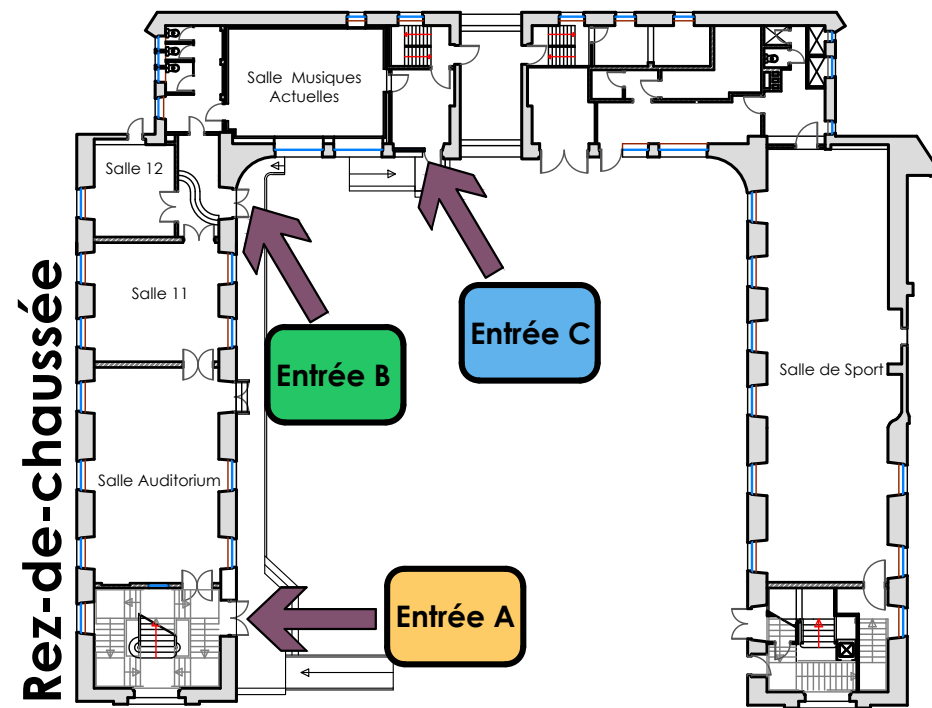 Salle Musiques
Actuelles
Salle 12
Salle 11
Entrée C
Entrée B
Salle de Sport
Salle Auditorium
Entrée A
Rez-de-chaussée